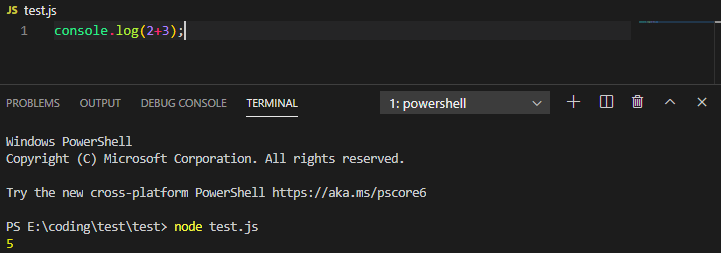 JS test.js
1 console.log(2+3);
PROBLEMS OUTPUT DEBUG CONSOLE TERMINAL 1: powershell
Windows PowerShell
Copyright (C) Microsoft Corporation. All rights reserved.
Try the new cross-platform PowerShell https://aka.ms/pscore6
PS E:\coding\test\test> node test.js
5